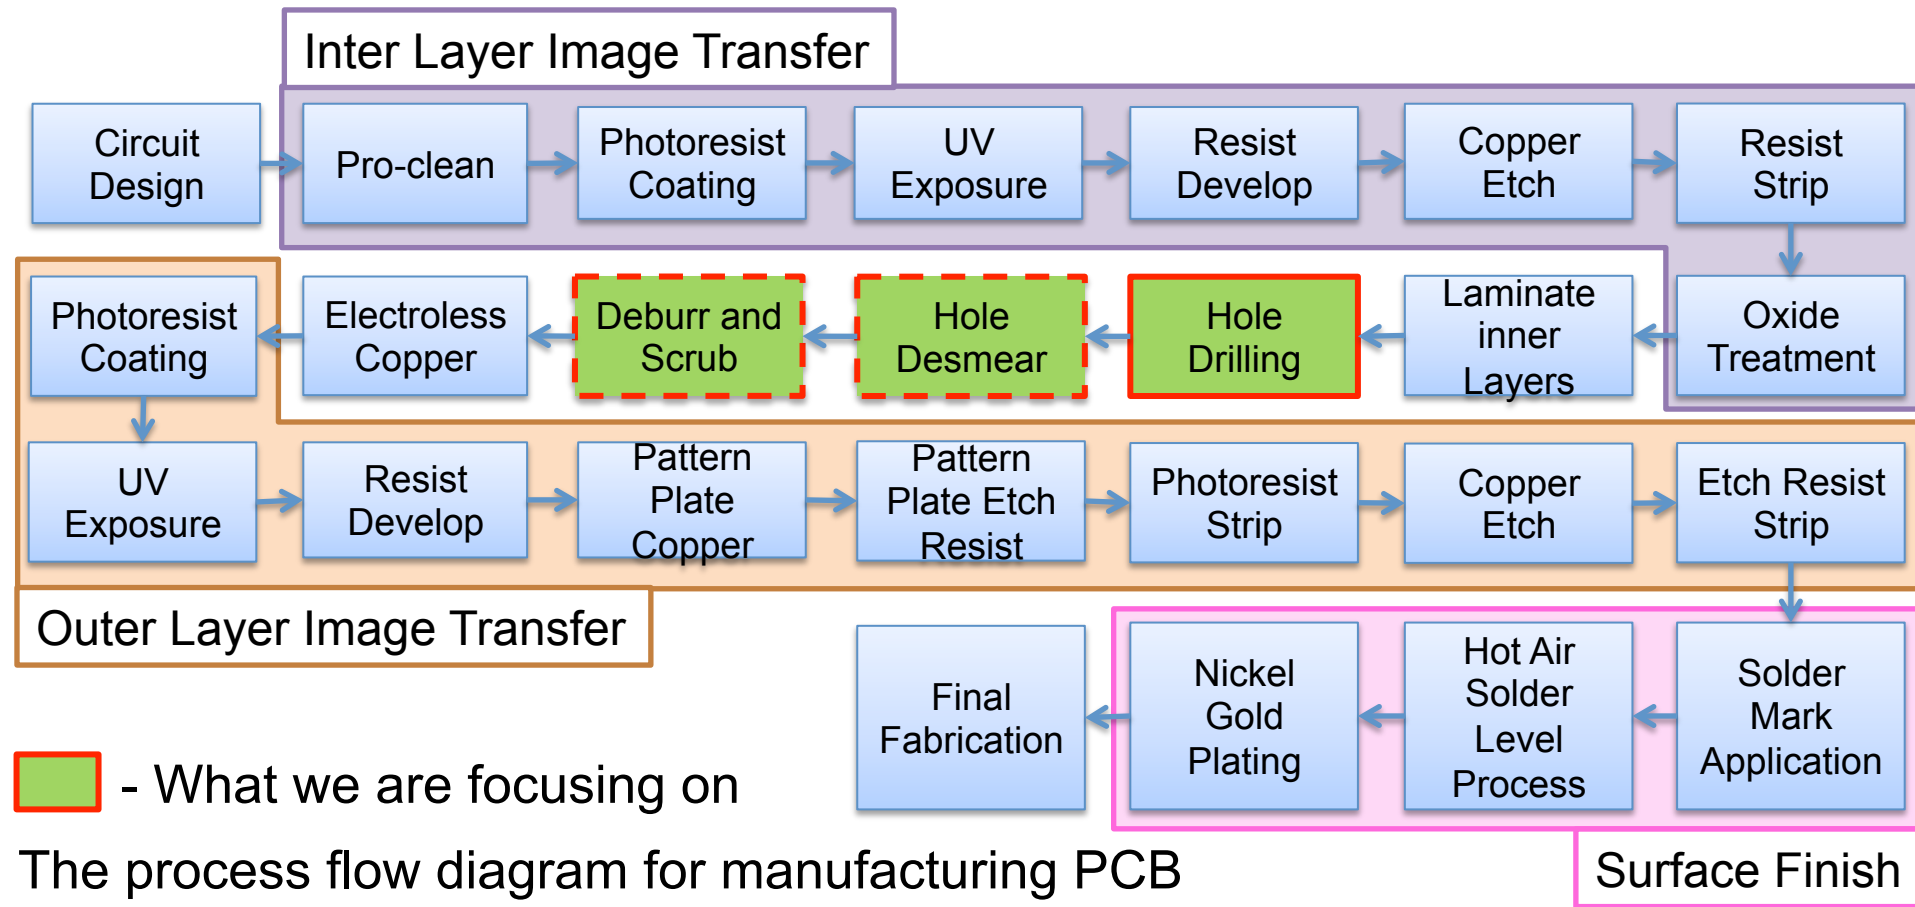 Inter Layer Image Transfer
Circuit
Design
Pro-clean
Photoresist
Coating
UV
Exposure
Resist
Develop
Copper
Etch
Resist
Strip
Oxide
Treatment
Laminate
inner
Layers
Hole
Drilling
Hole
Desmear
Deburr and
Scrub
Electroless
Copper
Photoresist
Coating
UV
Exposure
Resist
Develop
Pattern
Plate
Copper
Pattern
Plate Etch
Resist
Photoresist
Strip
Copper
Etch
Etch Resist
Strip
Outer Layer Image Transfer
Solder
Mark
Application
Hot Air
Solder
Level
Process
Nickel
Gold
Plating
Final
Fabrication
Surface Finish
- What we are focusing on
The process flow diagram for manufacturing PCB